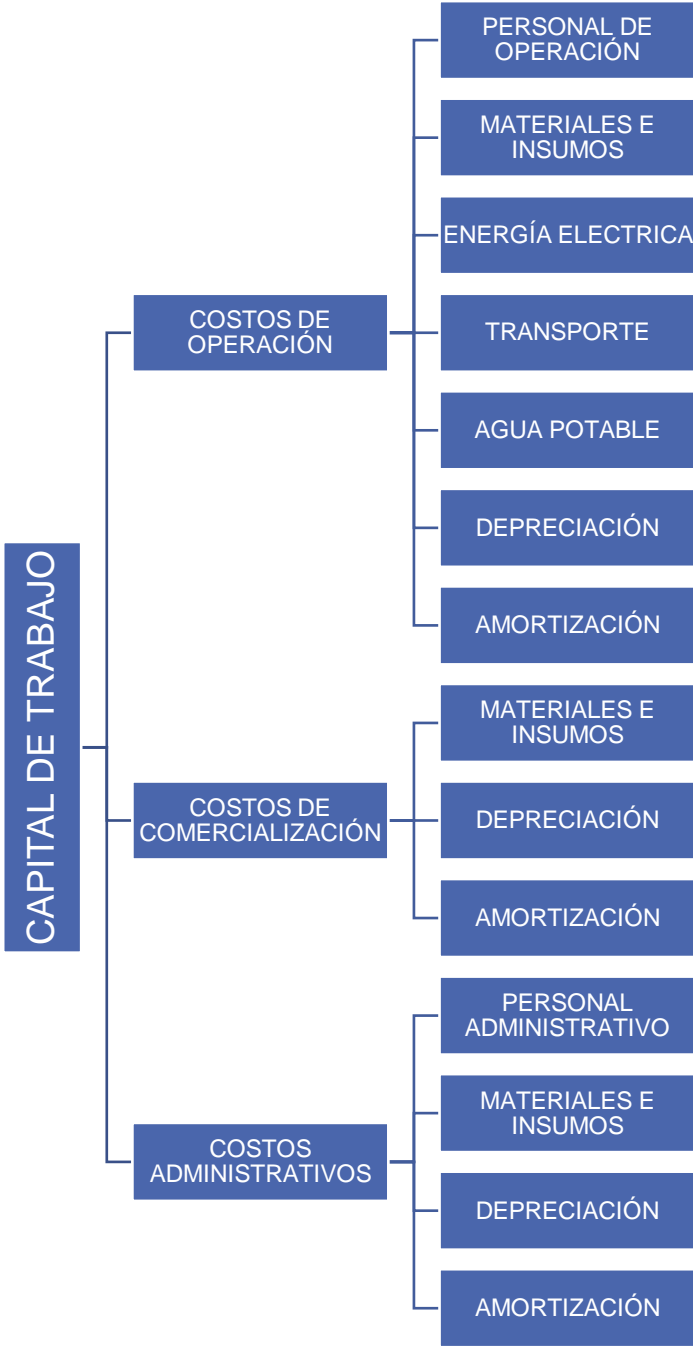 CAPITAL DE TRABAJO
COSTOS DE
OPERACIÓN
PERSONAL DE
OPERACIÓN
MATERIALES E
INSUMOS
ENERGÍA ELECTRICA
TRANSPORTE
AGUA POTABLE
DEPRECIACIÓN
AMORTIZACIÓN
COSTOS DE
COMERCIALIZACIÓN
MATERIALES E
INSUMOS
DEPRECIACIÓN
AMORTIZACIÓN
COSTOS
ADMINISTRATIVOS
PERSONAL
ADMINISTRATIVO
MATERIALES E
INSUMOS
DEPRECIACIÓN
AMORTIZACIÓN